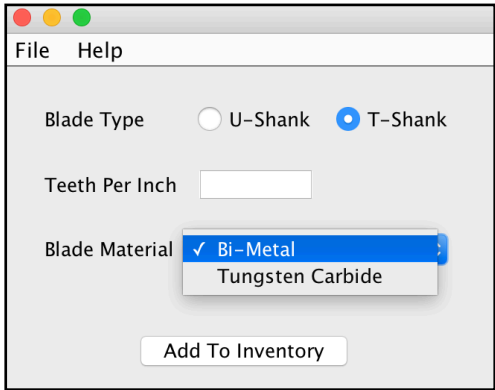 File Help
Blade Type U-Shank T-Shank
Teeth Per Inch
Blade Material ✓ Bi-Metal
Tungsten Carbide
Add To Inventory